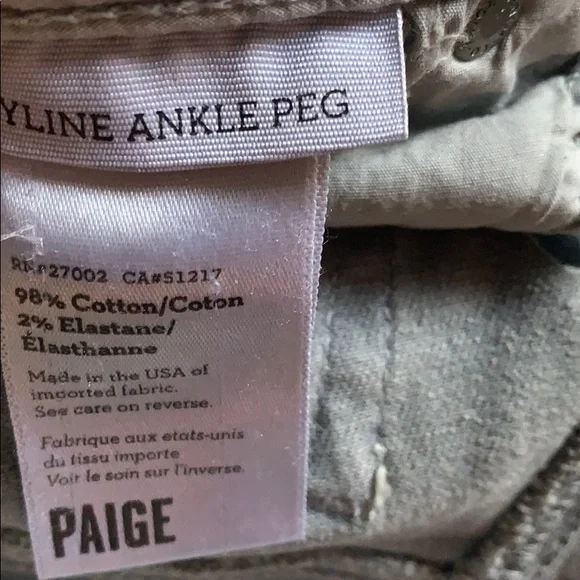 YLINE ANKLE PEG
RN#27002 CA#51217
98% Cotton/Coton
2% Elastane/
Élasthanne
Made in the USA of
imported fabric.
See care on reverse.
Fabrique aux etats-unis
du tissu importe
Voir le soin sur l'inverse.
PAIGE